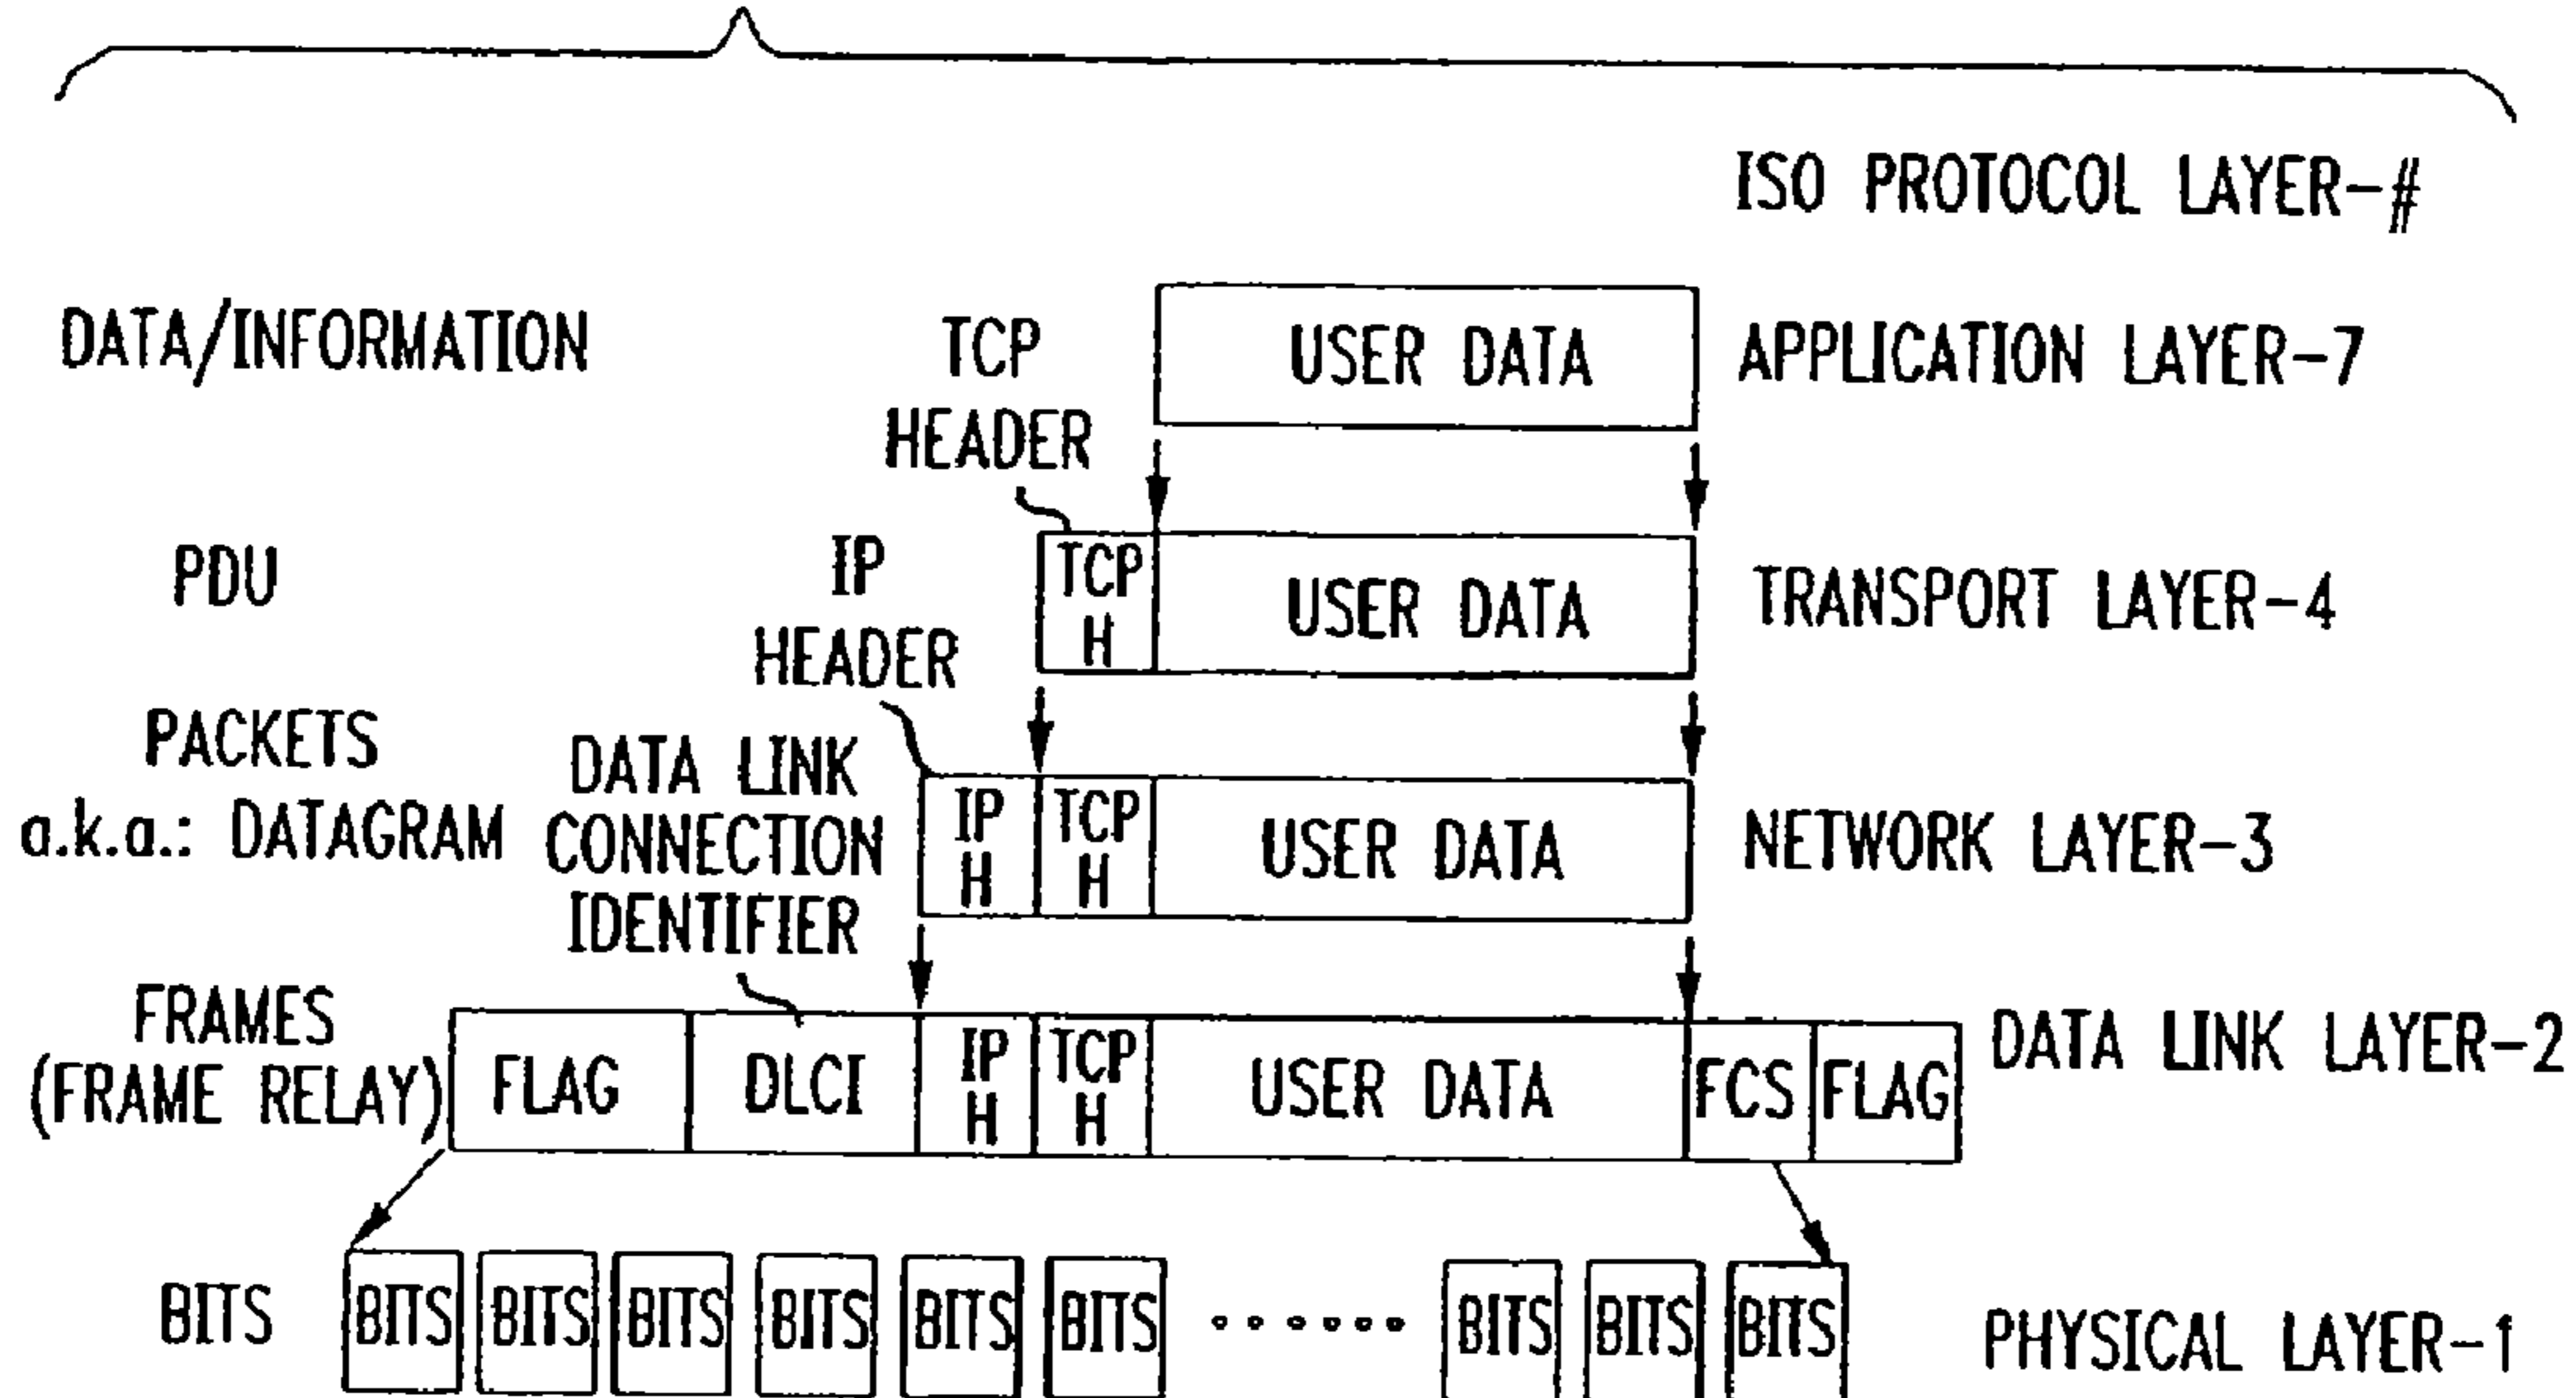 ISO PROTOCOL LAYER-#
DATA/INFORMATION
TCP
HEADER
USER DATA
APPLICATION LAYER-7
PDU
IP
HEADER
TCP
H
USER DATA
TRANSPORT LAYER-4
PACKETS
a.k.a.: DATAGRAM
DATA LINK
CONNECTION
IDENTIFIER
IP
H
TCP
H
USER DATA
NETWORK LAYER-3
FRAMES
(FRAME RELAY)
FLAG
DLCI
IP
H
TCP
H
USER DATA
FCS
FLAG
DATA LINK LAYER-2
BITS
BITS
BITS
BITS
BITS
BITS
BITS
BITS
BITS
BITS
PHYSICAL LAYER-1